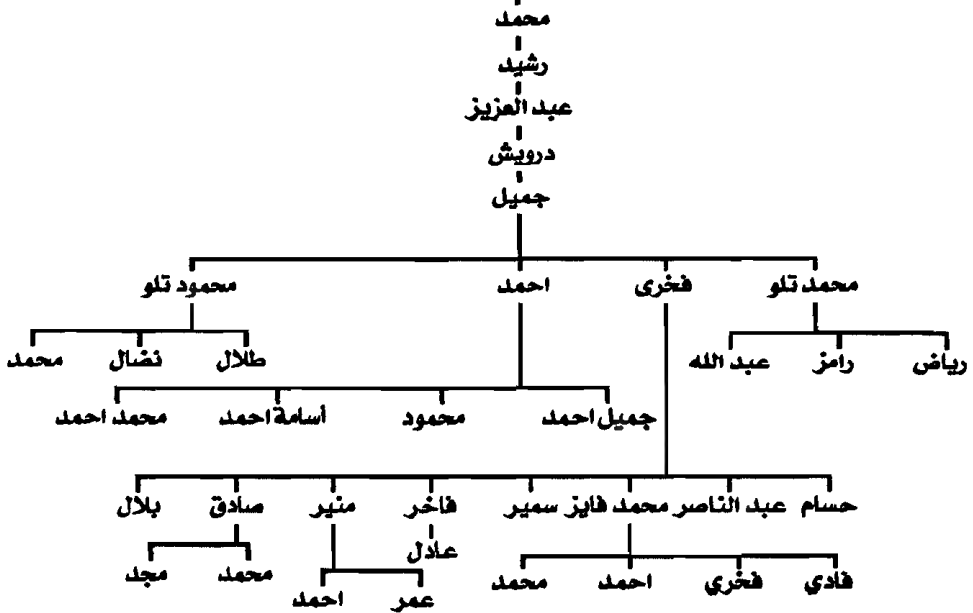 محمد
رشيد
عبد العزيز
درويش
جميل
محمد تلو فخرى احمد محمود تلو
رياض رامز عبد الله طلال نضال محمد
جميل احمد محمود أسامة احمد محمد احمد
حسام عبد الناصر محمد فايز سمير فاخر منير صادق بلال
عادل
فادي فخري احمد محمد عمر احمد محمد مجد